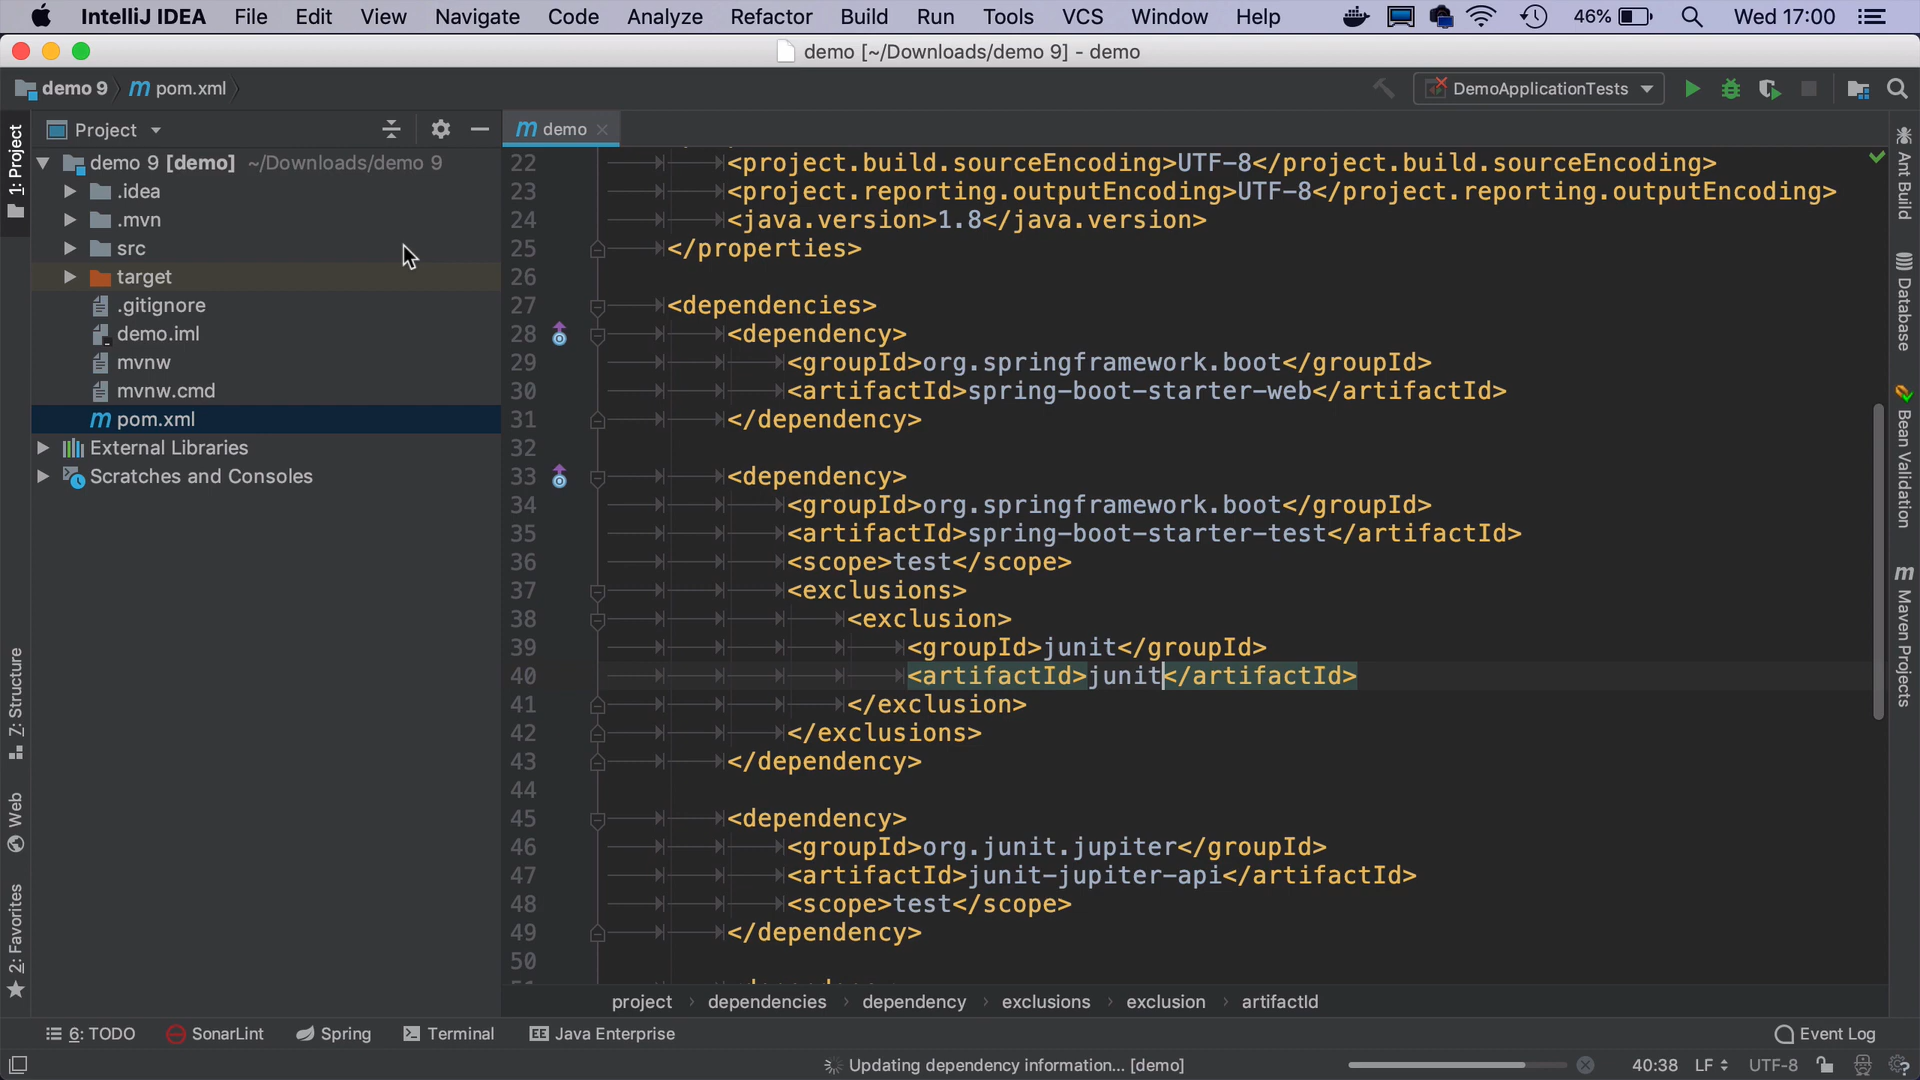 IntelliJ IDEA File Edit View Navigate Code Analyze Refactor Build Run Tools VCS Window Help 46% Wed 17:00
demo [~/Downloads/demo 9] - demo
demo 9 m pom.xml DemoApplicationTests
1: Project
Z: Structure
Web
2: Favorites
Project
demo 9 [demo] ~/Downloads/demo 9
.idea
.mvn
src
target
.gitignore
demo.iml
mvnw
mvnw.cmd
m pom.xml
External Libraries
Scratches and Consoles
m demo
22 <project.build.sourceEncoding>UTF-8</project.build.sourceEncoding>
23 <project.reporting.outputEncoding>UTF-8</project.reporting.outputEncoding>
24 <java.version>1.8</java.version>
25 </properties>
26
27 <dependencies>
28 <dependency>
29 <groupId>org.springframework.boot</groupId>
30 <artifactId>spring-boot-starter-web</artifactId>
31 </dependency>
32
33 <dependency>
34 <groupId>org.springframework.boot</groupId>
35 <artifactId>spring-boot-starter-test</artifactId>
36 <scope>test</scope>
37 <exclusions>
38 <exclusion>
39 <groupId>junit</groupId>
40 <artifactId>junit</artifactId>
41 </exclusion>
42 </exclusions>
43 </dependency>
44
45 <dependency>
46 <groupId>org.junit.jupiter</groupId>
47 <artifactId>junit-jupiter-api</artifactId>
48 <scope>test</scope>
49 </dependency>
50
project › dependencies › dependency › exclusions › exclusion › artifactId
Ant Build
Database
Bean Validation
m Maven Projects
6: TODO SonarLint Spring Terminal Java Enterprise Event Log
Updating dependency information... [demo] 40:38 LF UTF-8